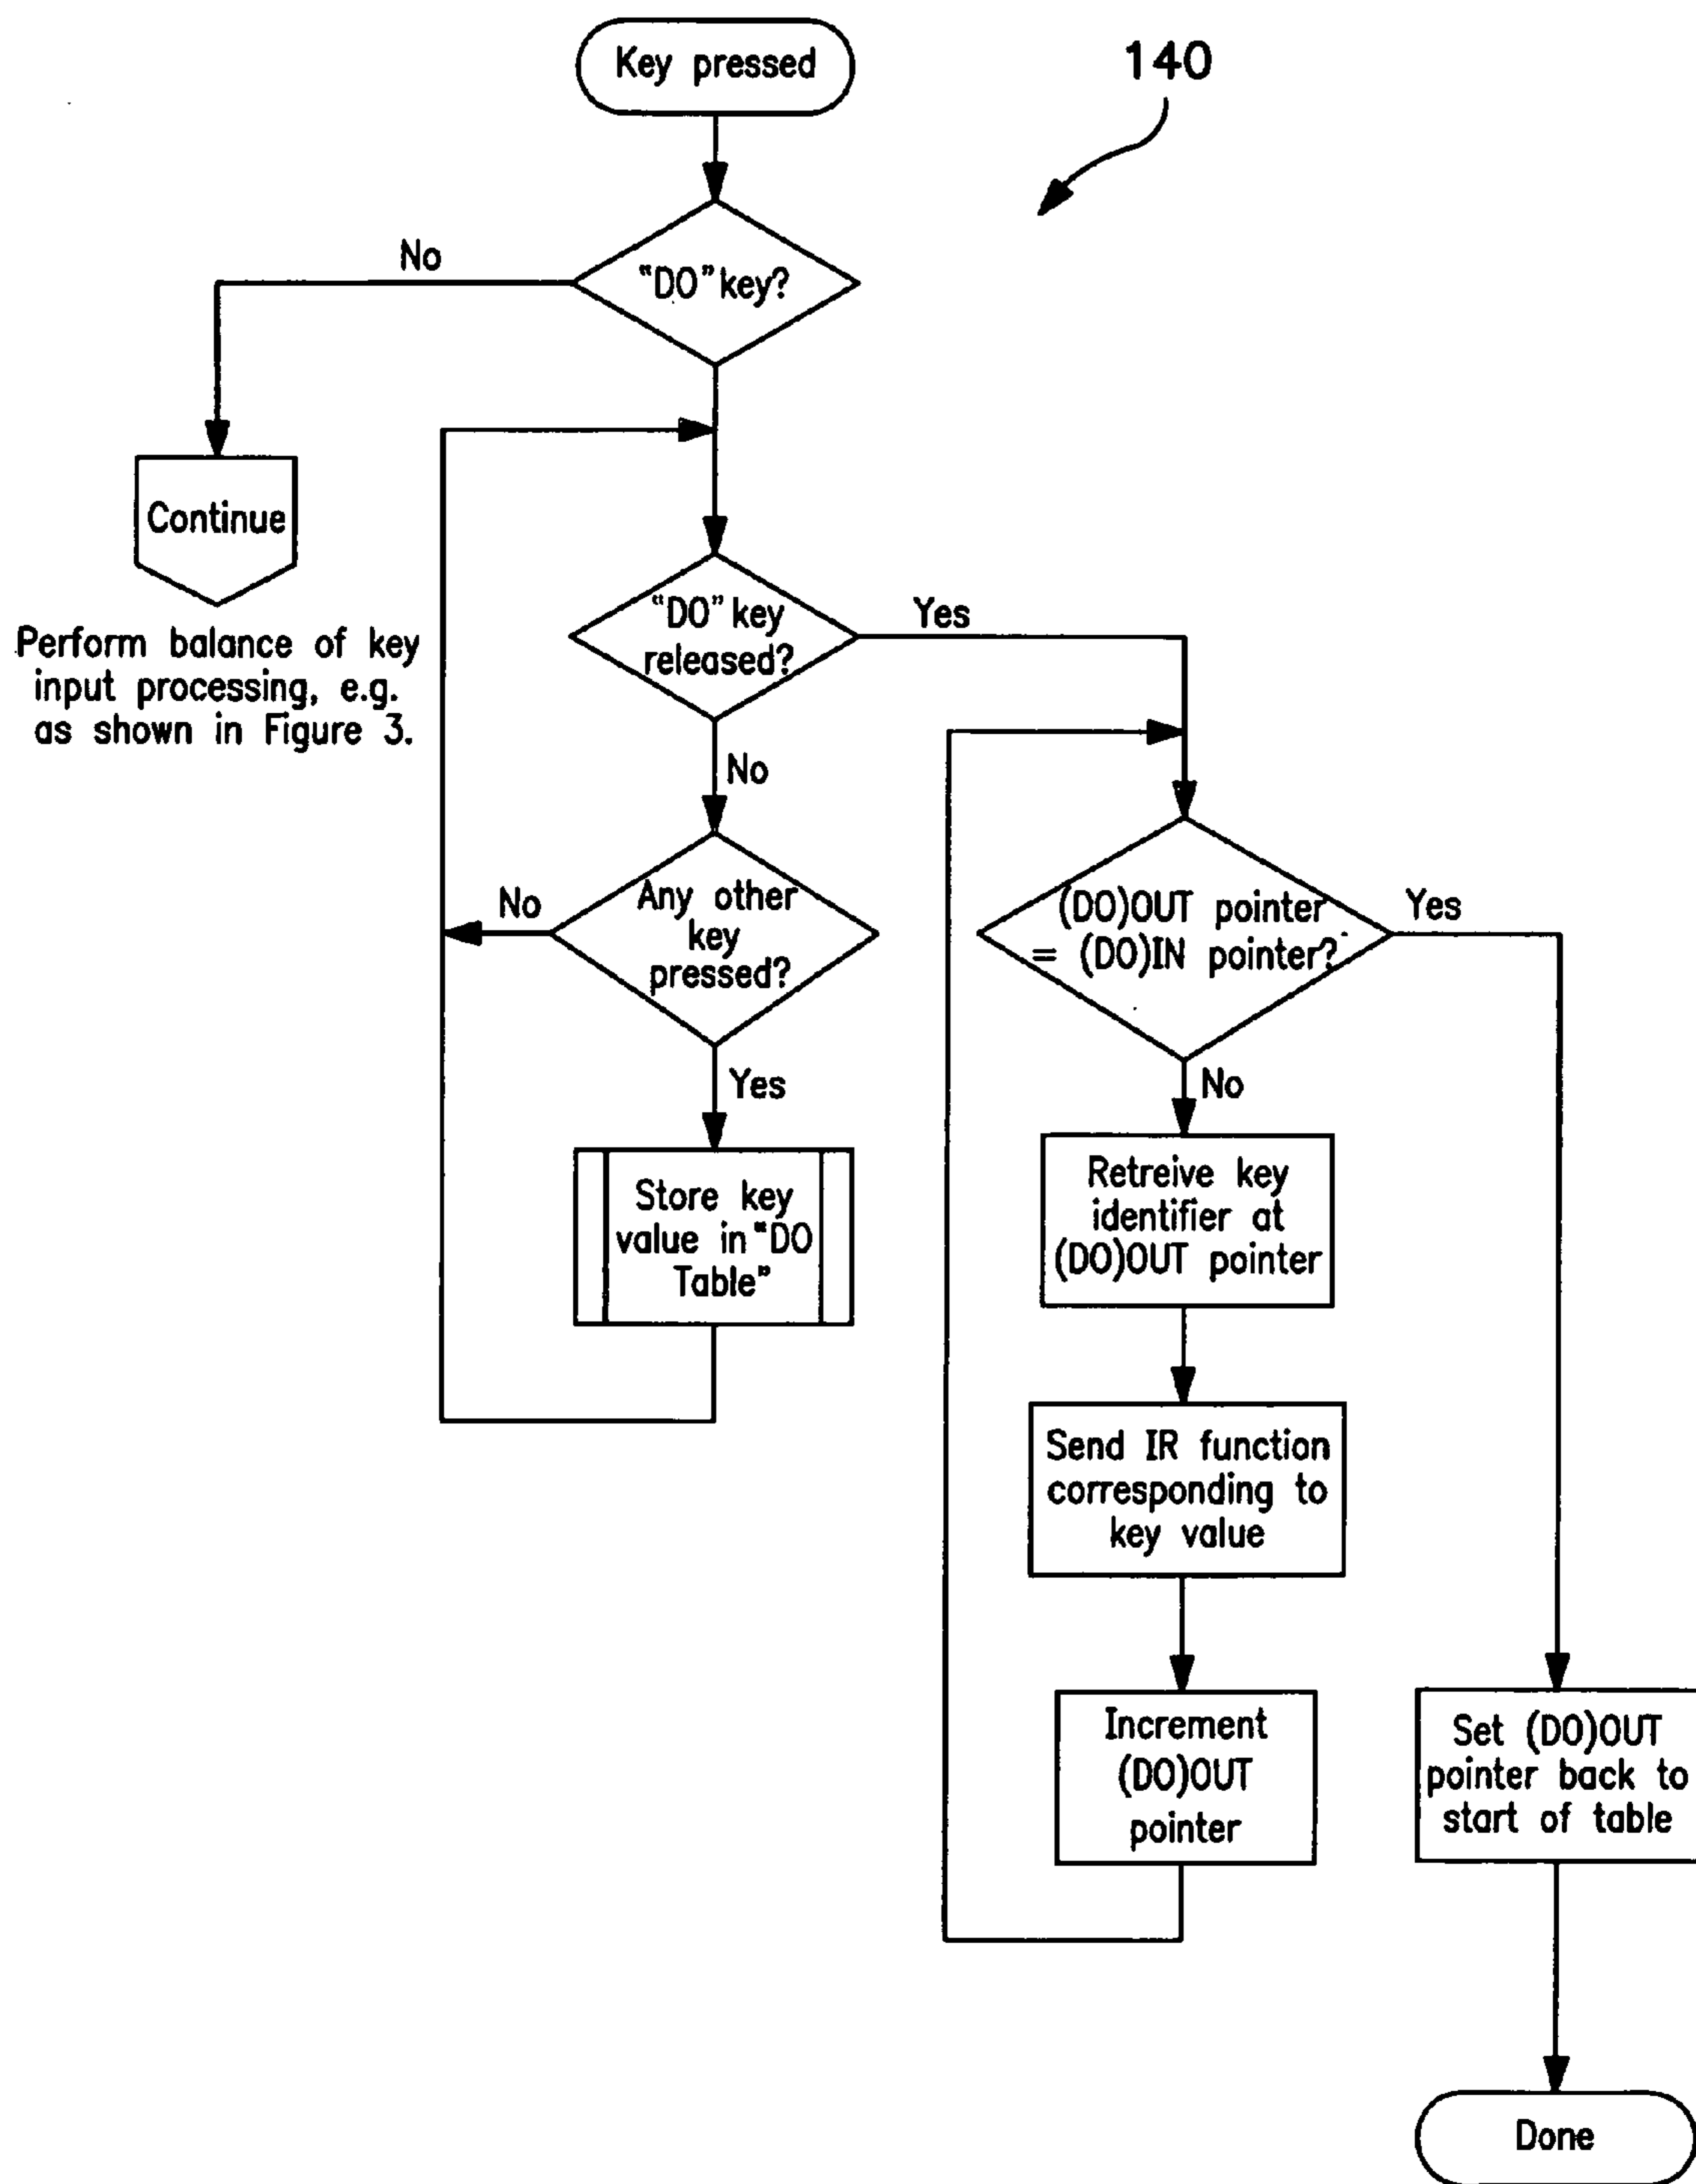 Key pressed
140
No
“DO” key?
Continue
Perform balance of key
input processing, e.g.
as shown in Figure 3.
“DO” key
released?
Yes
No
No
Any other
key
pressed?
Yes
Store key
value in “DO
Table”
(DO)OUT pointer
= (DO)IN pointer?
Yes
No
Retreive key
identifier at
(DO)OUT pointer
Send IR function
corresponding to
key value
Increment
(DO)OUT
pointer
Set (DO)OUT
pointer back to
start of table
Done